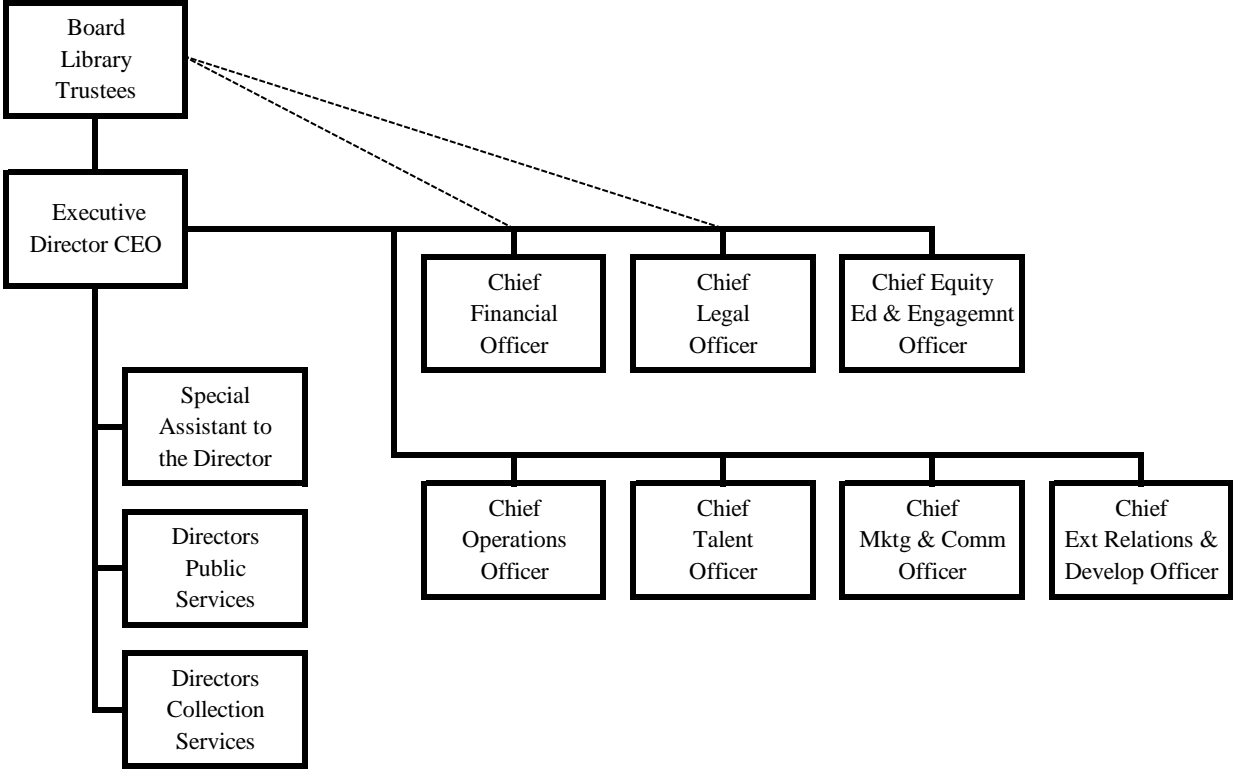 Board
Library
Trustees
Executive
Director CEO
Chief
Financial
Officer
Chief
Legal
Officer
Chief Equity
Ed & Engagemnt
Officer
Special
Assistant to
the Director
Chief
Operations
Officer
Chief
Talent
Officer
Chief
Mktg & Comm
Officer
Chief
Ext Relations &
Develop Officer
Directors
Public
Services
Directors
Collection
Services